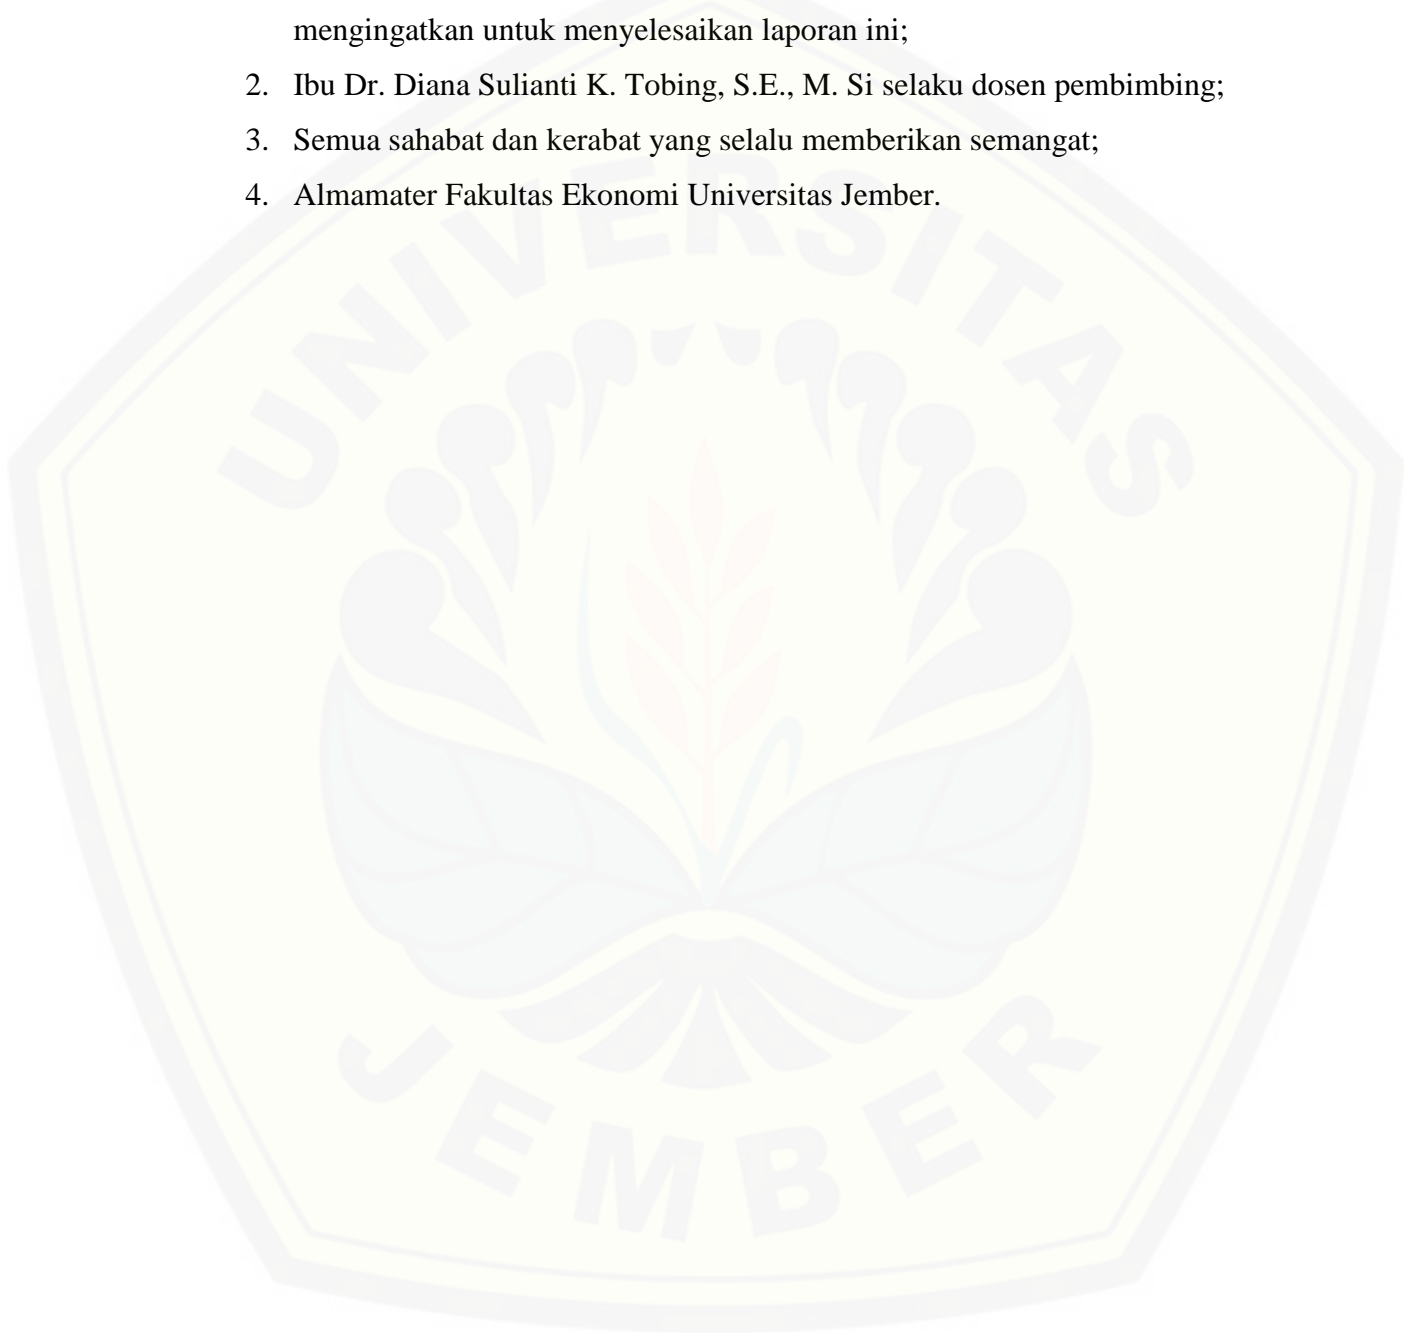 mengingatkan untuk menyelesaikan laporan ini;
2. Ibu Dr. Diana Sulianti K. Tobing, S.E., M. Si selaku dosen pembimbing;
3. Semua sahabat dan kerabat yang selalu memberikan semangat;
4. Almamater Fakultas Ekonomi Universitas Jember.
UNIVERSITAS
JEMBER